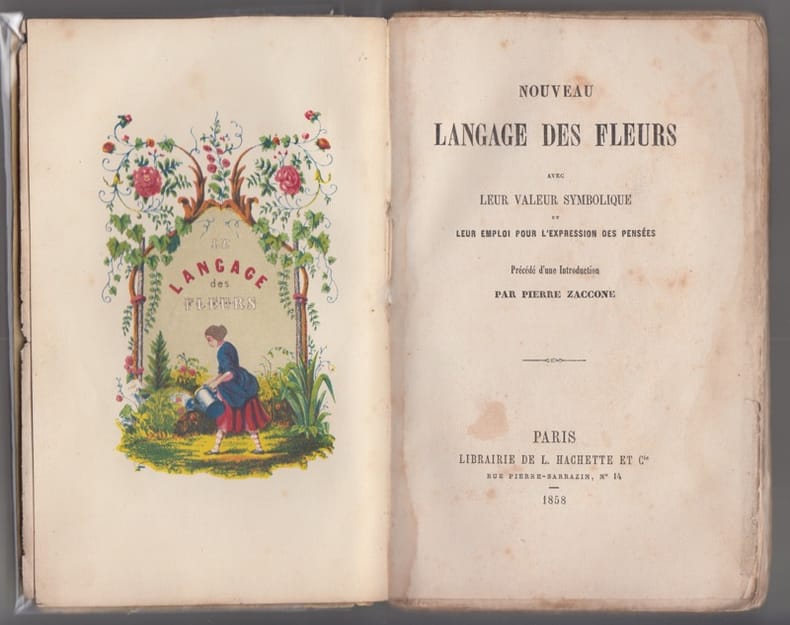 LE
LANGAGE
des
FLEURS
NOUVEAU
LANGAGE DES FLEURS
AVEC
LEUR VALEUR SYMBOLIQUE
ET
LEUR EMPLOI POUR L'EXPRESSION DES PENSÉES
Précédé d'une Introduction
PAR PIERRE ZACCONE
PARIS
LIBRAIRIE DE L. HACHETTE ET Cie
RUE PIERRE-SARRAZIN, No 14
1858